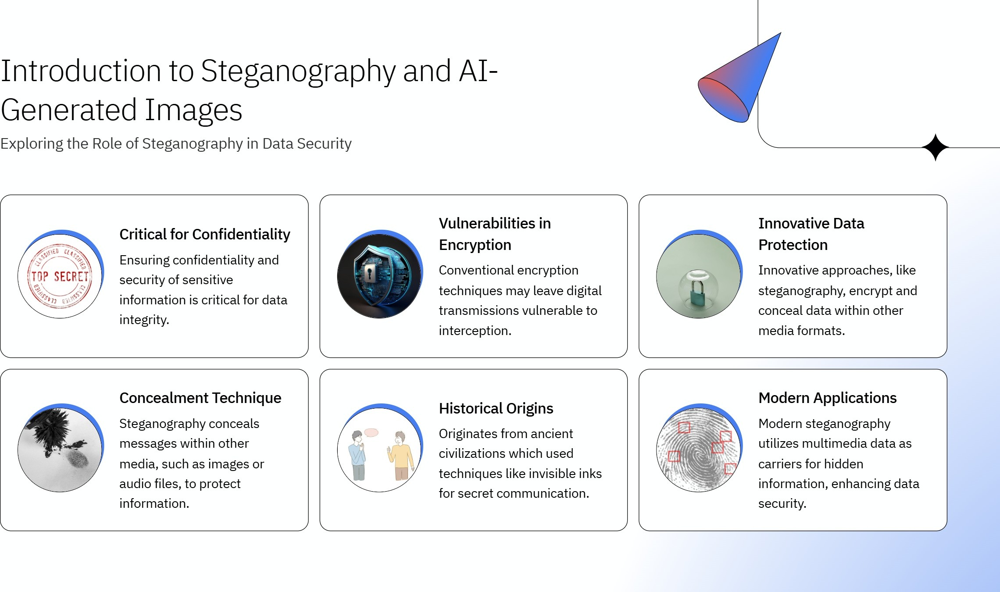 Introduction to Steganography and AI-
Generated Images
Exploring the Role of Steganography in Data Security
Critical for Confidentiality
Ensuring confidentiality and
security of sensitive
information is critical for data
integrity.
CLASSIFIED CLASSIFIED
TOP SECRET
CLASSIFIED CLASSIFIED
Vulnerabilities in
Encryption
Conventional encryption
techniques may leave digital
transmissions vulnerable to
interception.
Innovative Data
Protection
Innovative approaches, like
steganography, encrypt and
conceal data within other
media formats.
Concealment Technique
Steganography conceals
messages within other
media, such as images or
audio files, to protect
information.
Historical Origins
Originates from ancient
civilizations which used
techniques like invisible inks
for secret communication.
Modern Applications
Modern steganography
utilizes multimedia data as
carriers for hidden
information, enhancing data
security.